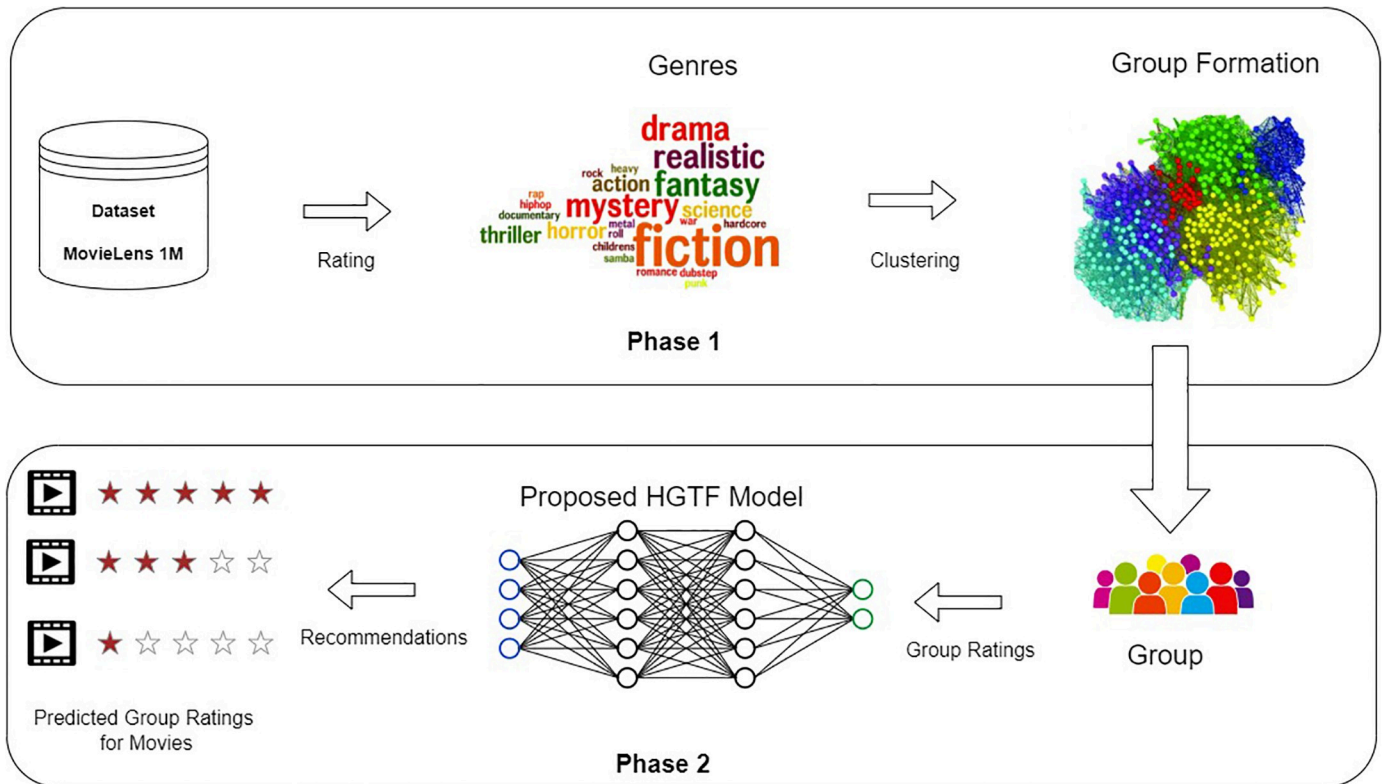 Genres
Group Formation
Dataset
MovieLens 1M
Rating
drama
realistic
rock heavy
action fantasy
rap
hiphop mystery science
documentary metal war hardcore
thriller horror roll fiction
childrens
samba
romance dubstep
punk
Clustering
Phase 1
Proposed HGTF Model
Recommendations
Group Ratings
Group
Predicted Group Ratings
for Movies
Phase 2